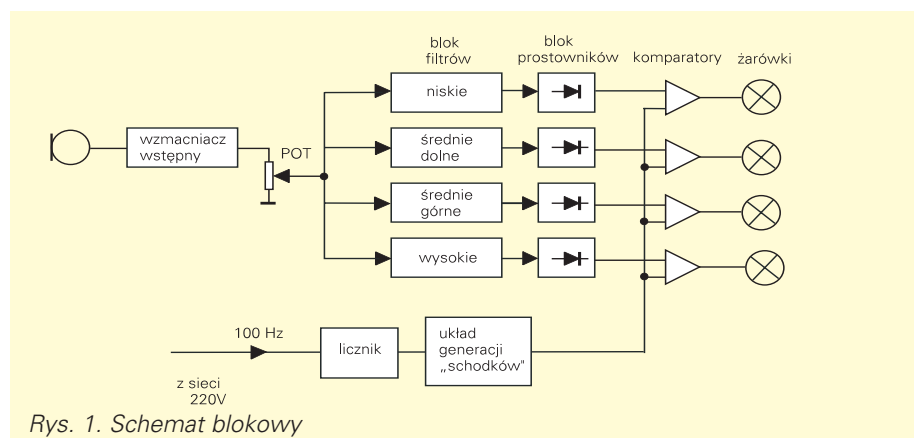 blok
filtrów
blok
prostowników
komparatory
żarówki
niskie
wzmacniacz
wstępny
POT
średnie
dolne
średnie
górne
wysokie
100 Hz
licznik
układ
generacji
„schodków"
z sieci
220V
Rys. 1. Schemat blokowy